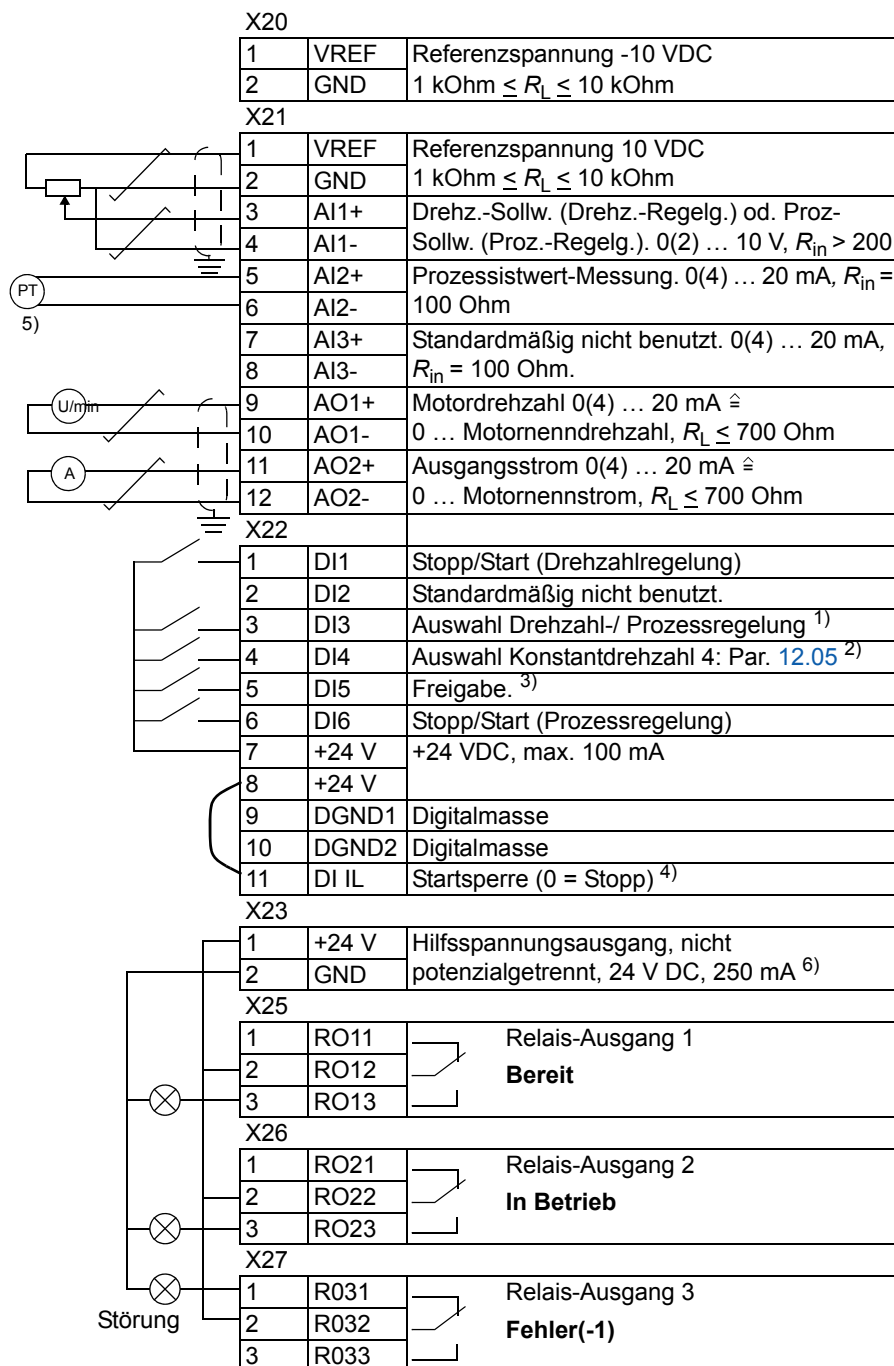 X20
1 VREF Referenzspannung -10 VDC
2 GND 1 kOhm ≤ RL ≤ 10 kOhm
X21
1 VREF Referenzspannung 10 VDC
2 GND 1 kOhm ≤ RL ≤ 10 kOhm
3 AI1+ Drehz.-Sollw. (Drehz.-Regelg.) od. Proz-
4 AI1- Sollw. (Proz.-Regelg.). 0(2) … 10 V, Rin > 200
PT
5)
5 AI2+ Prozessistwert-Messung. 0(4) … 20 mA, Rin =
6 AI2- 100 Ohm
7 AI3+ Standardmäßig nicht benutzt. 0(4) … 20 mA,
8 AI3- Rin = 100 Ohm.
U/min
9 AO1+ Motordrehzahl 0(4) … 20 mA ≙
10 AO1- 0 … Motornenndrehzahl, RL ≤ 700 Ohm
A
11 AO2+ Ausgangsstrom 0(4) … 20 mA ≙
12 AO2- 0 … Motornennstrom, RL ≤ 700 Ohm
X22
1 DI1 Stopp/Start (Drehzahlregelung)
2 DI2 Standardmäßig nicht benutzt.
3 DI3 Auswahl Drehzahl-/ Prozessregelung 1)
4 DI4 Auswahl Konstantdrehzahl 4: Par. 12.05 2)
5 DI5 Freigabe. 3)
6 DI6 Stopp/Start (Prozessregelung)
7 +24 V +24 VDC, max. 100 mA
8 +24 V
9 DGND1 Digitalmasse
10 DGND2 Digitalmasse
11 DI IL Startsperre (0 = Stopp) 4)
X23
1 +24 V Hilfsspannungsausgang, nicht
2 GND potenzialgetrennt, 24 V DC, 250 mA 6)
X25
1 RO11 Relais-Ausgang 1
2 RO12 Bereit
3 RO13
X26
1 RO21 Relais-Ausgang 2
2 RO22 In Betrieb
3 RO23
X27
1 R031 Relais-Ausgang 3
Störung
2 R032 Fehler(-1)
3 R033